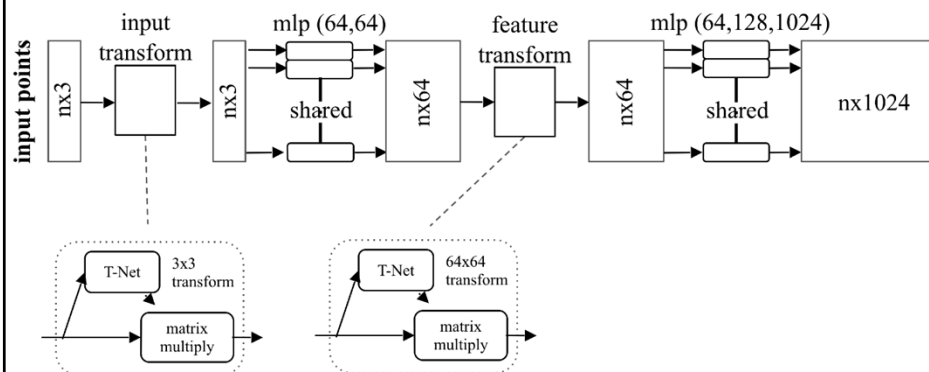 input points
nx3
input
transform
nx3
mlp (64,64)
shared
nx64
feature
transform
nx64
mlp (64,128,1024)
shared
nx1024
T-Net
3x3
transform
matrix
multiply
T-Net
64x64
transform
matrix
multiply